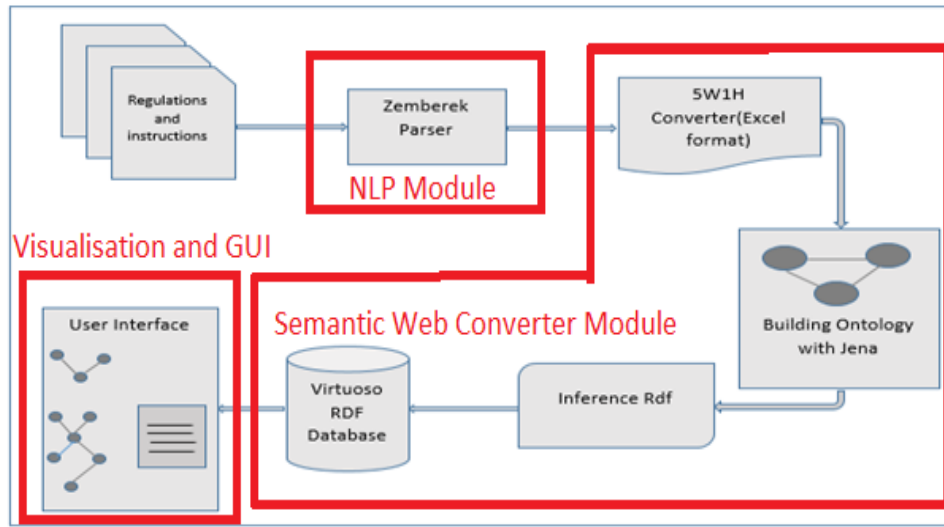 Regulations
and
instructions
Zemberek
Parser
NLP Module
5W1H
Converter(Excel
format)
Building Ontology
with Jena
Semantic Web Converter Module
Inference Rdf
Virtuoso
RDF
Database
Visualisation and GUI
User Interface